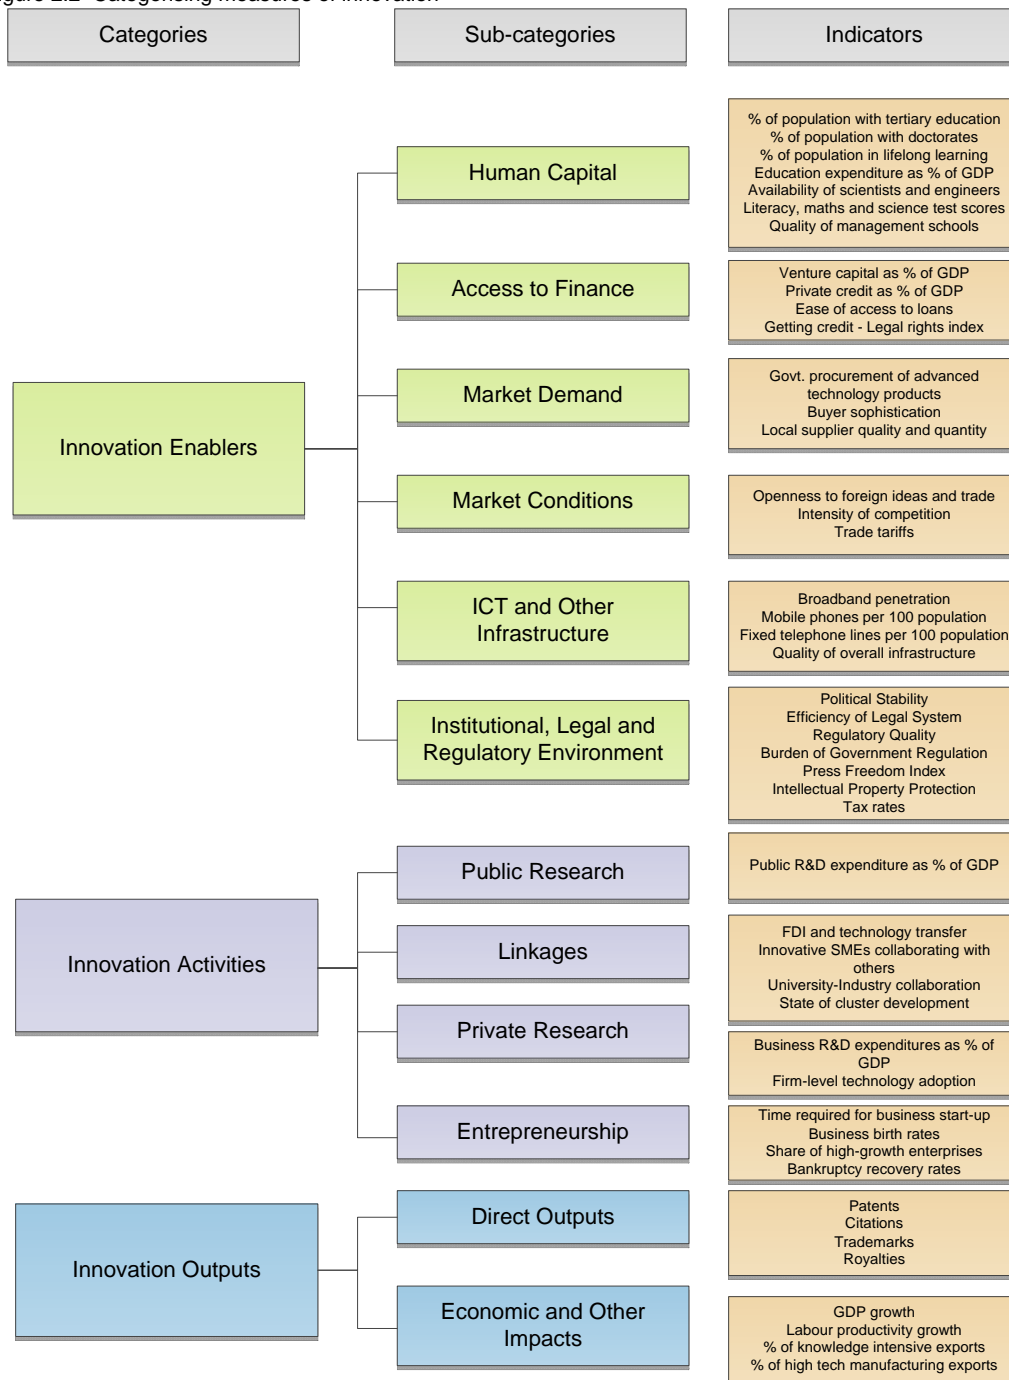 Figure 2.2 Categorising measures of innovation
Categories
Sub-categories
Indicators
Innovation Enablers
Human Capital
% of population with tertiary education
% of population with doctorates
% of population in lifelong learning
Education expenditure as % of GDP
Availability of scientists and engineers
Literacy, maths and science test scores
Quality of management schools
Access to Finance
Venture capital as % of GDP
Private credit as % of GDP
Ease of access to loans
Getting credit - Legal rights index
Market Demand
Govt. procurement of advanced
technology products
Buyer sophistication
Local supplier quality and quantity
Market Conditions
Openness to foreign ideas and trade
Intensity of competition
Trade tariffs
ICT and Other
Infrastructure
Broadband penetration
Mobile phones per 100 population
Fixed telephone lines per 100 population
Quality of overall infrastructure
Institutional, Legal and
Regulatory Environment
Political Stability
Efficiency of Legal System
Regulatory Quality
Burden of Government Regulation
Press Freedom Index
Intellectual Property Protection
Tax rates
Innovation Activities
Public Research
Public R&D expenditure as % of GDP
Linkages
FDI and technology transfer
Innovative SMEs collaborating with
others
University-Industry collaboration
State of cluster development
Private Research
Business R&D expenditures as % of
GDP
Firm-level technology adoption
Entrepreneurship
Time required for business start-up
Business birth rates
Share of high-growth enterprises
Bankruptcy recovery rates
Innovation Outputs
Direct Outputs
Patents
Citations
Trademarks
Royalties
Economic and Other
Impacts
GDP growth
Labour productivity growth
% of knowledge intensive exports
% of high tech manufacturing exports